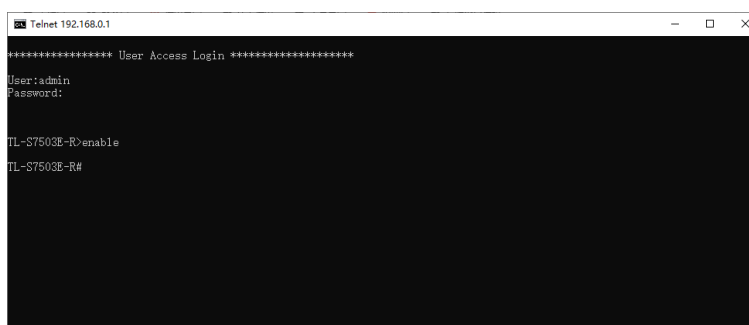 Telnet 192.168.0.1
***************** User Access Login ********************
User:admin
Password:
TL-S7503E-R>enable
TL-S7503E-R#